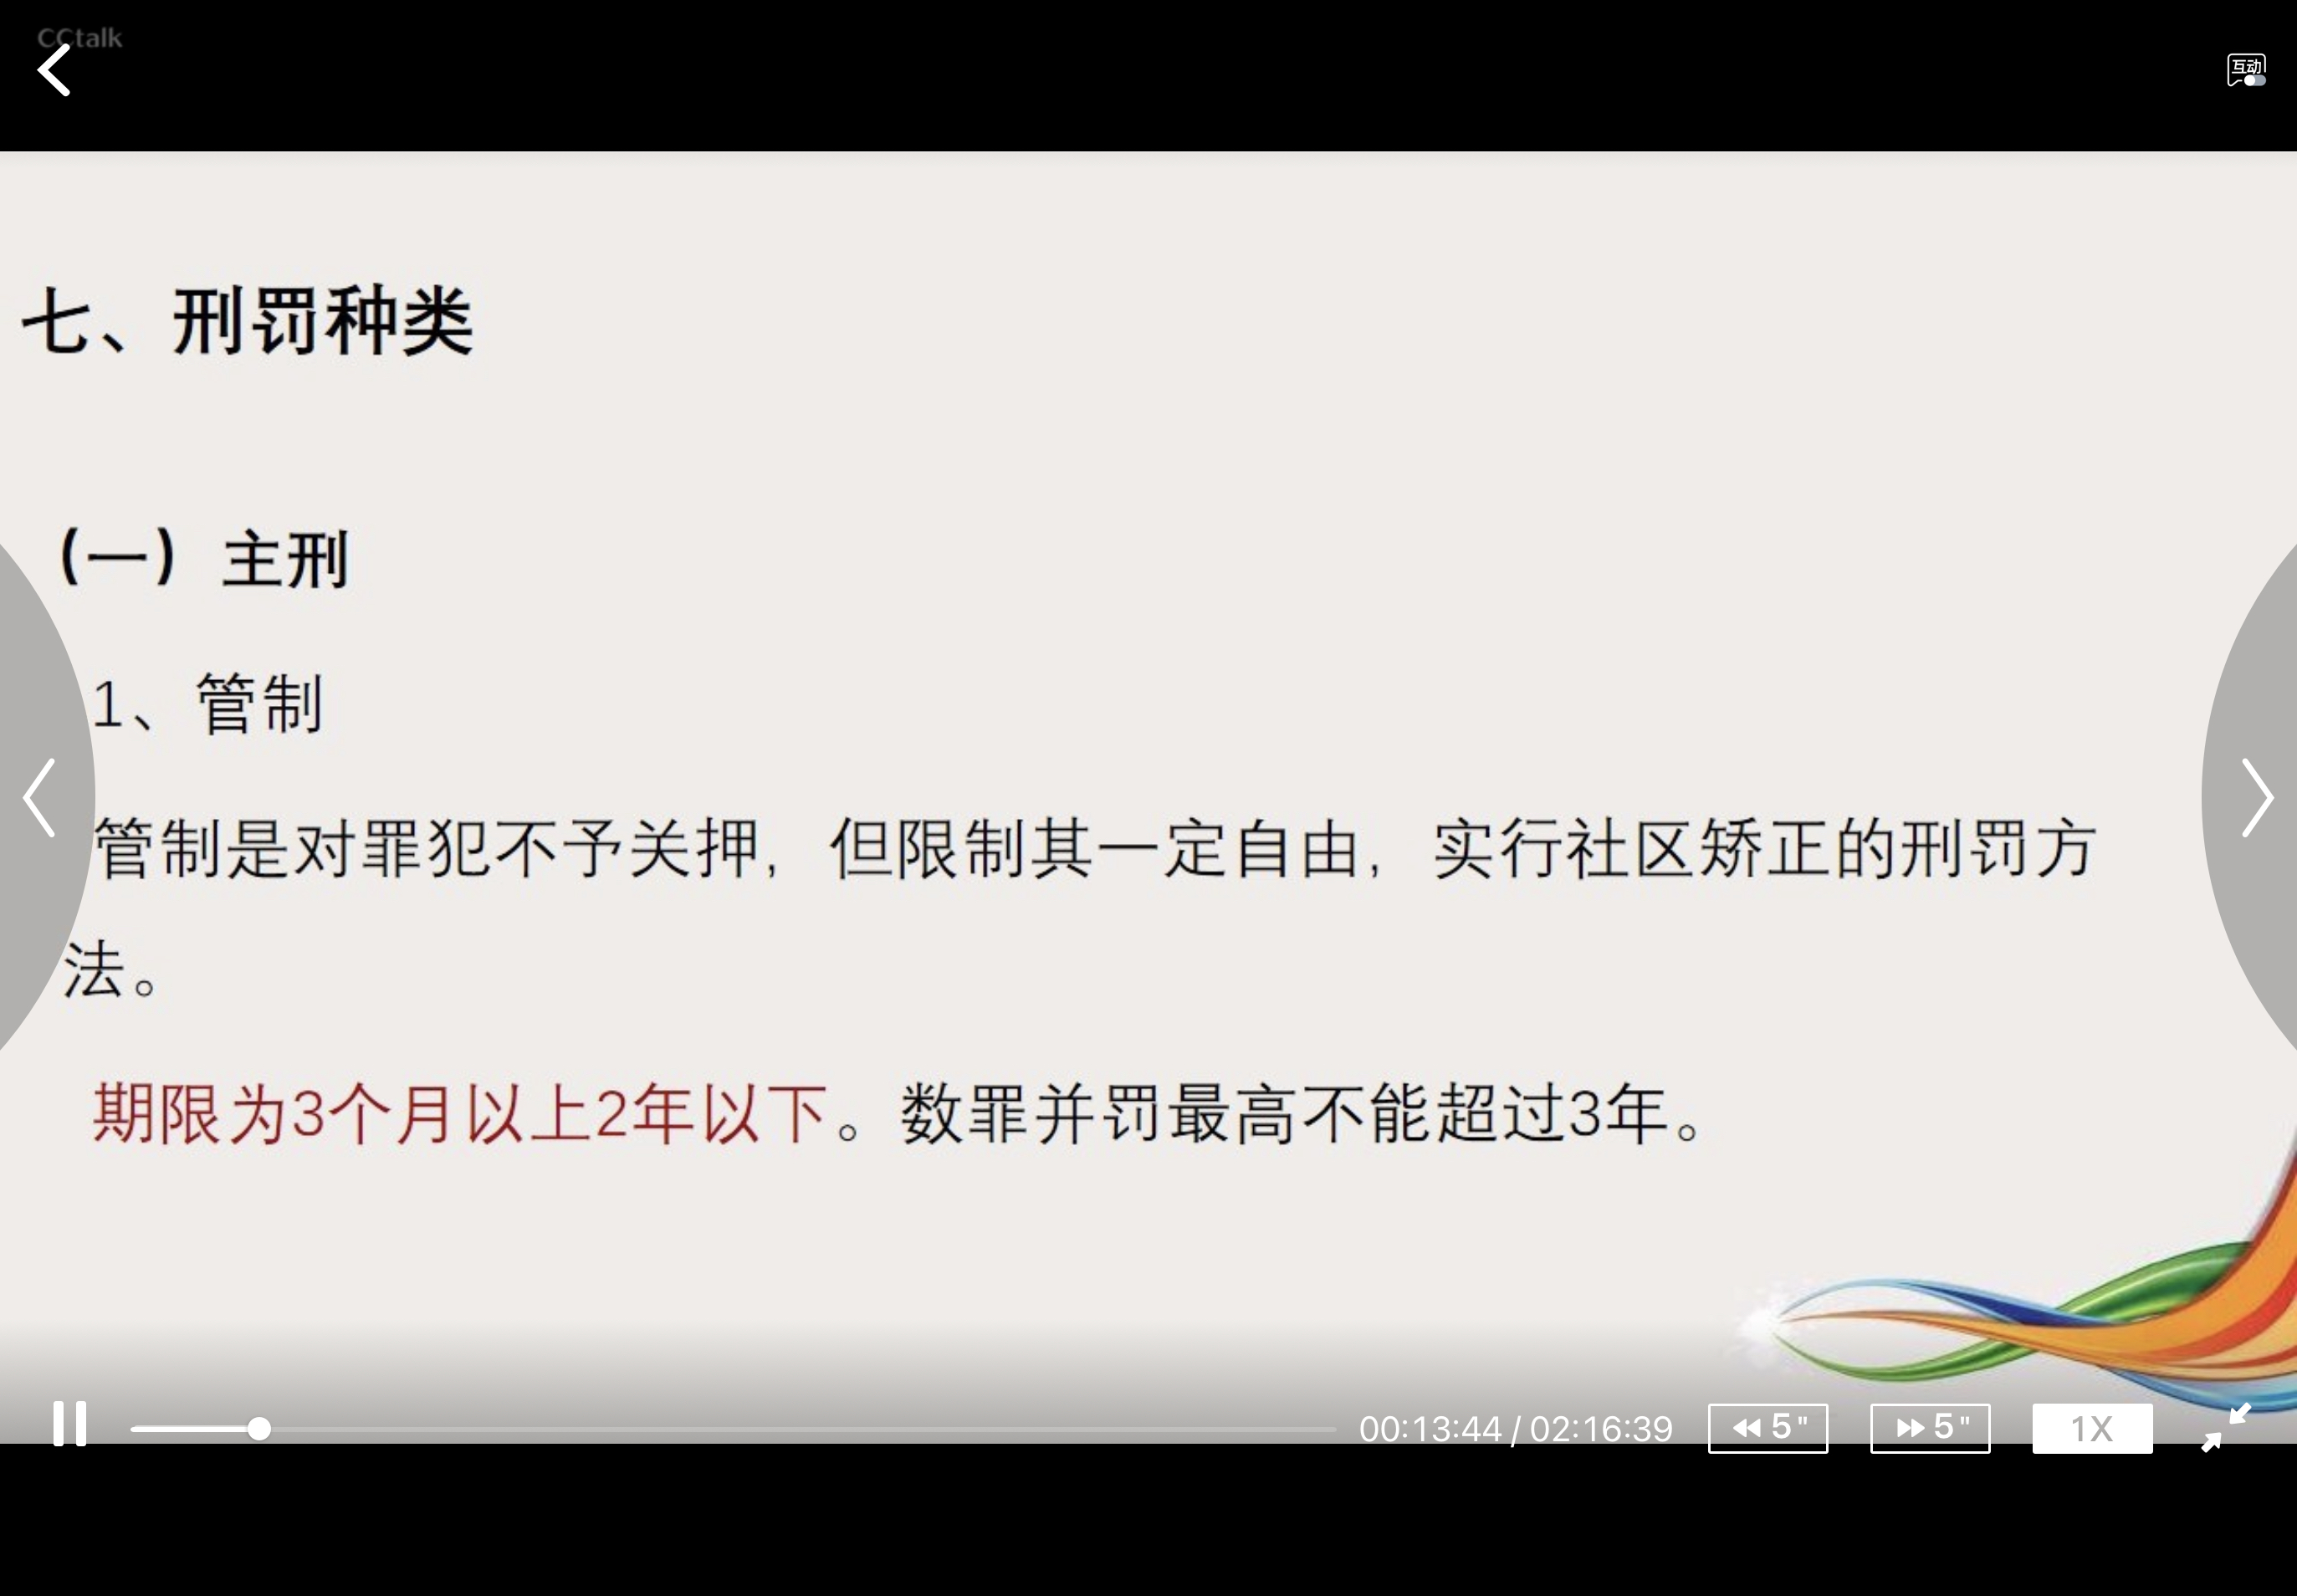 CCtalk
互动
七、刑罚种类
(一) 主刑
1、管制
管制是对罪犯不予关押, 但限制其一定自由, 实行社区矫正的刑罚方
法。
期限为3个月以上2年以下。数罪并罚最高不能超过3年。
00:13:44 / 02:16:39 5" 5" 1X